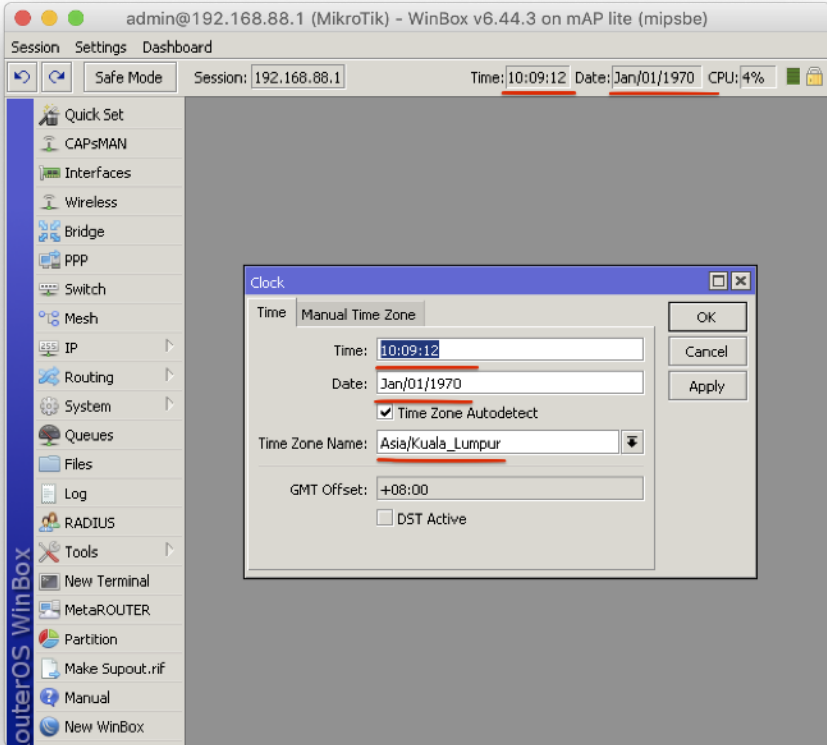 admin@192.168.88.1 (MikroTik) - WinBox v6.44.3 on mAP lite (mipsbe)
Session Settings Dashboard
Safe Mode Session: 192.168.88.1 Time: 10:09:12 Date: Jan/01/1970 CPU: 4%
Quick Set
CAPsMAN
Interfaces
Wireless
Bridge
PPP
Switch
Mesh
IP
Routing
System
Queues
Files
Log
RADIUS
Tools
New Terminal
MetaROUTER
Partition
Make Supout.rif
Manual
New WinBox
outerOS WinBox
Clock
Time Manual Time Zone
Time: 10:09:12
Date: Jan/01/1970
Time Zone Autodetect
Time Zone Name: Asia/Kuala_Lumpur
GMT Offset: +08:00
DST Active
OK
Cancel
Apply